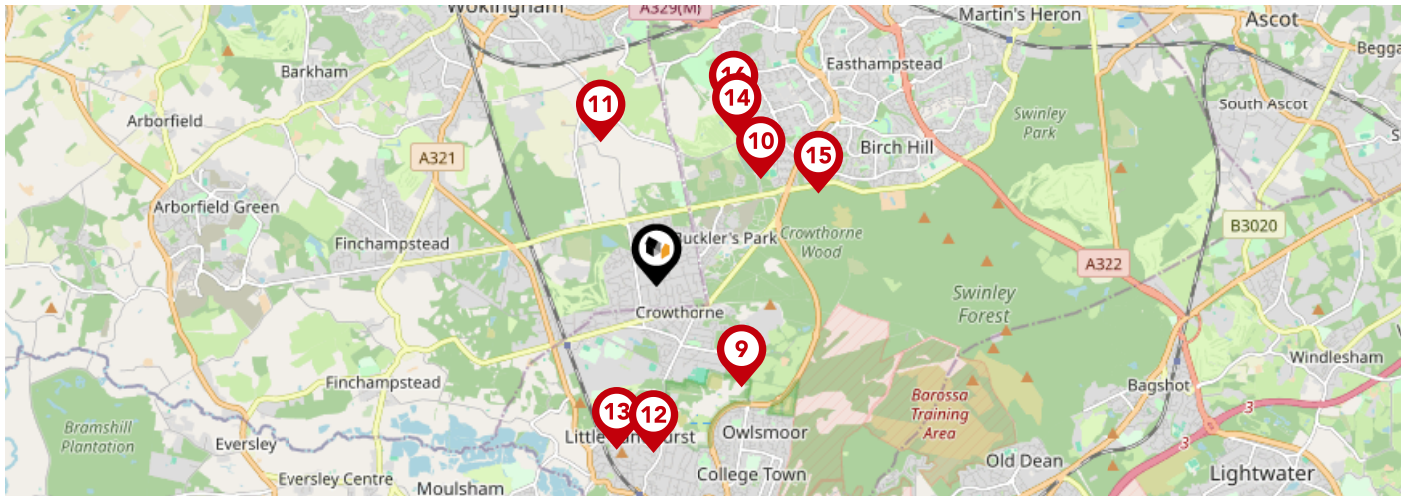 Wokingham
A329(M)
Martin's Heron
Ascot
Barkham
Easthampstead
South Ascot
11
14
Arborfield
Swinley
Park
10
15
Birch Hill
A321
Arborfield Green
B3020
Finchampstead
Buckler's Park
Crowthorne
Wood
A322
Swinley
Forest
Crowthorne
9
Windlesham
Finchampstead
Bagshot
Barossa
Training
Area
3
13
12
Bramshill
Plantation
Eversley
Owlsmoor
3
Old Dean
College Town
Lightwater
Eversley Centre
Moulsham